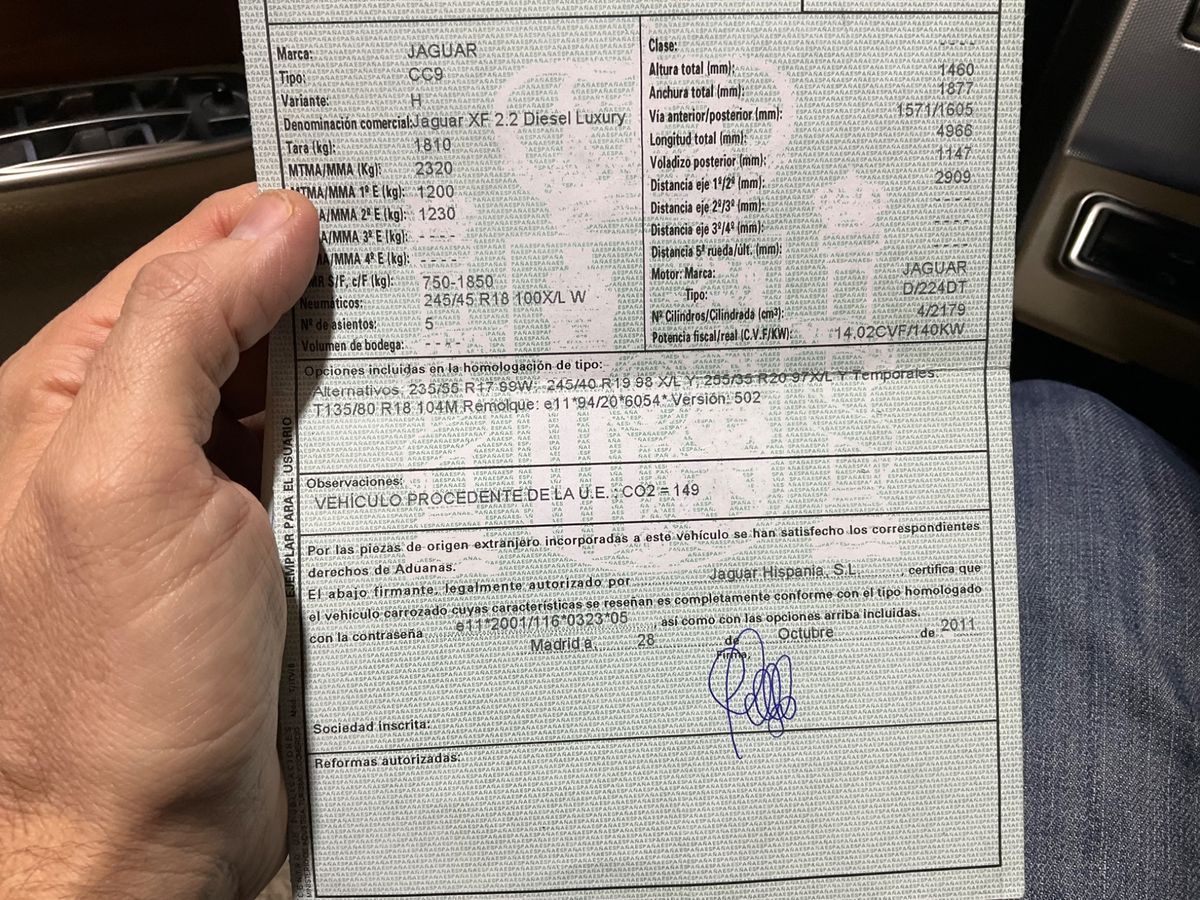 Marca: JAGUAR
Tipo: CC9
Variante: H
Denominación comercial: Jaguar XF 2.2 Diesel Luxury
Tara (kg): 1810
MTMA/MMA (Kg): 2320
MTMA/MMA 1º E (kg): 1200
/MMA 2º E (kg): 1230
/MMA 3º E (kg): - - - -
/MMA 4º E (kg): - - - -
S/F, c/F (kg): 750-1850
Neumáticos: 245/45 R18 100X/L W
Nº de asientos: 5
Volumen de bodega: - - - -
Clase: - - - -
Altura total (mm): 1460
Anchura total (mm): 1877
Vía anterior/posterior (mm): 1571/1605
Longitud total (mm): 4966
Voladizo posterior (mm): 1147
Distancia eje 1º/2º (mm): 2909
Distancia eje 2º/3º (mm): - - - -
Distancia eje 3º/4º (mm): - - - -
Distancia 5ª rueda/últ. (mm): - - - -
Motor: Marca: JAGUAR
Tipo: D/224DT
Nº Cilindros/Cilindrada (cm³): 4/2179
Potencia fiscal/real (C.V.F/KW): 14,02CVF/140KW
Opciones incluidas en la homologación de tipo:
Alternativos: 235/55 R17 99W; 245/40 R19 98 X/L Y; 255/35 R20 97X/L Y Temporales:
T135/80 R18 104M Remolque: e11*94/20*6054* Versión: 502
Observaciones:
VEHÍCULO PROCEDENTE DE LA U.E. ; CO2 = 149
Por las piezas de origen extranjero incorporadas a este vehículo se han satisfecho los correspondientes
derechos de Aduanas.
El abajo firmante, legalmente autorizado por Jaguar Hispania, S.L. , certifica que
el vehículo carrozado cuyas características se reseñan es completamente conforme con el tipo homologado
con la contraseña e11*2001/116*0323*05 , así como con las opciones arriba incluidas.
Madrid a 28 de Octubre de 2011
Firma,
Sociedad inscrita:
Reformas autorizadas:
EJEMPLAR PARA EL USUARIO